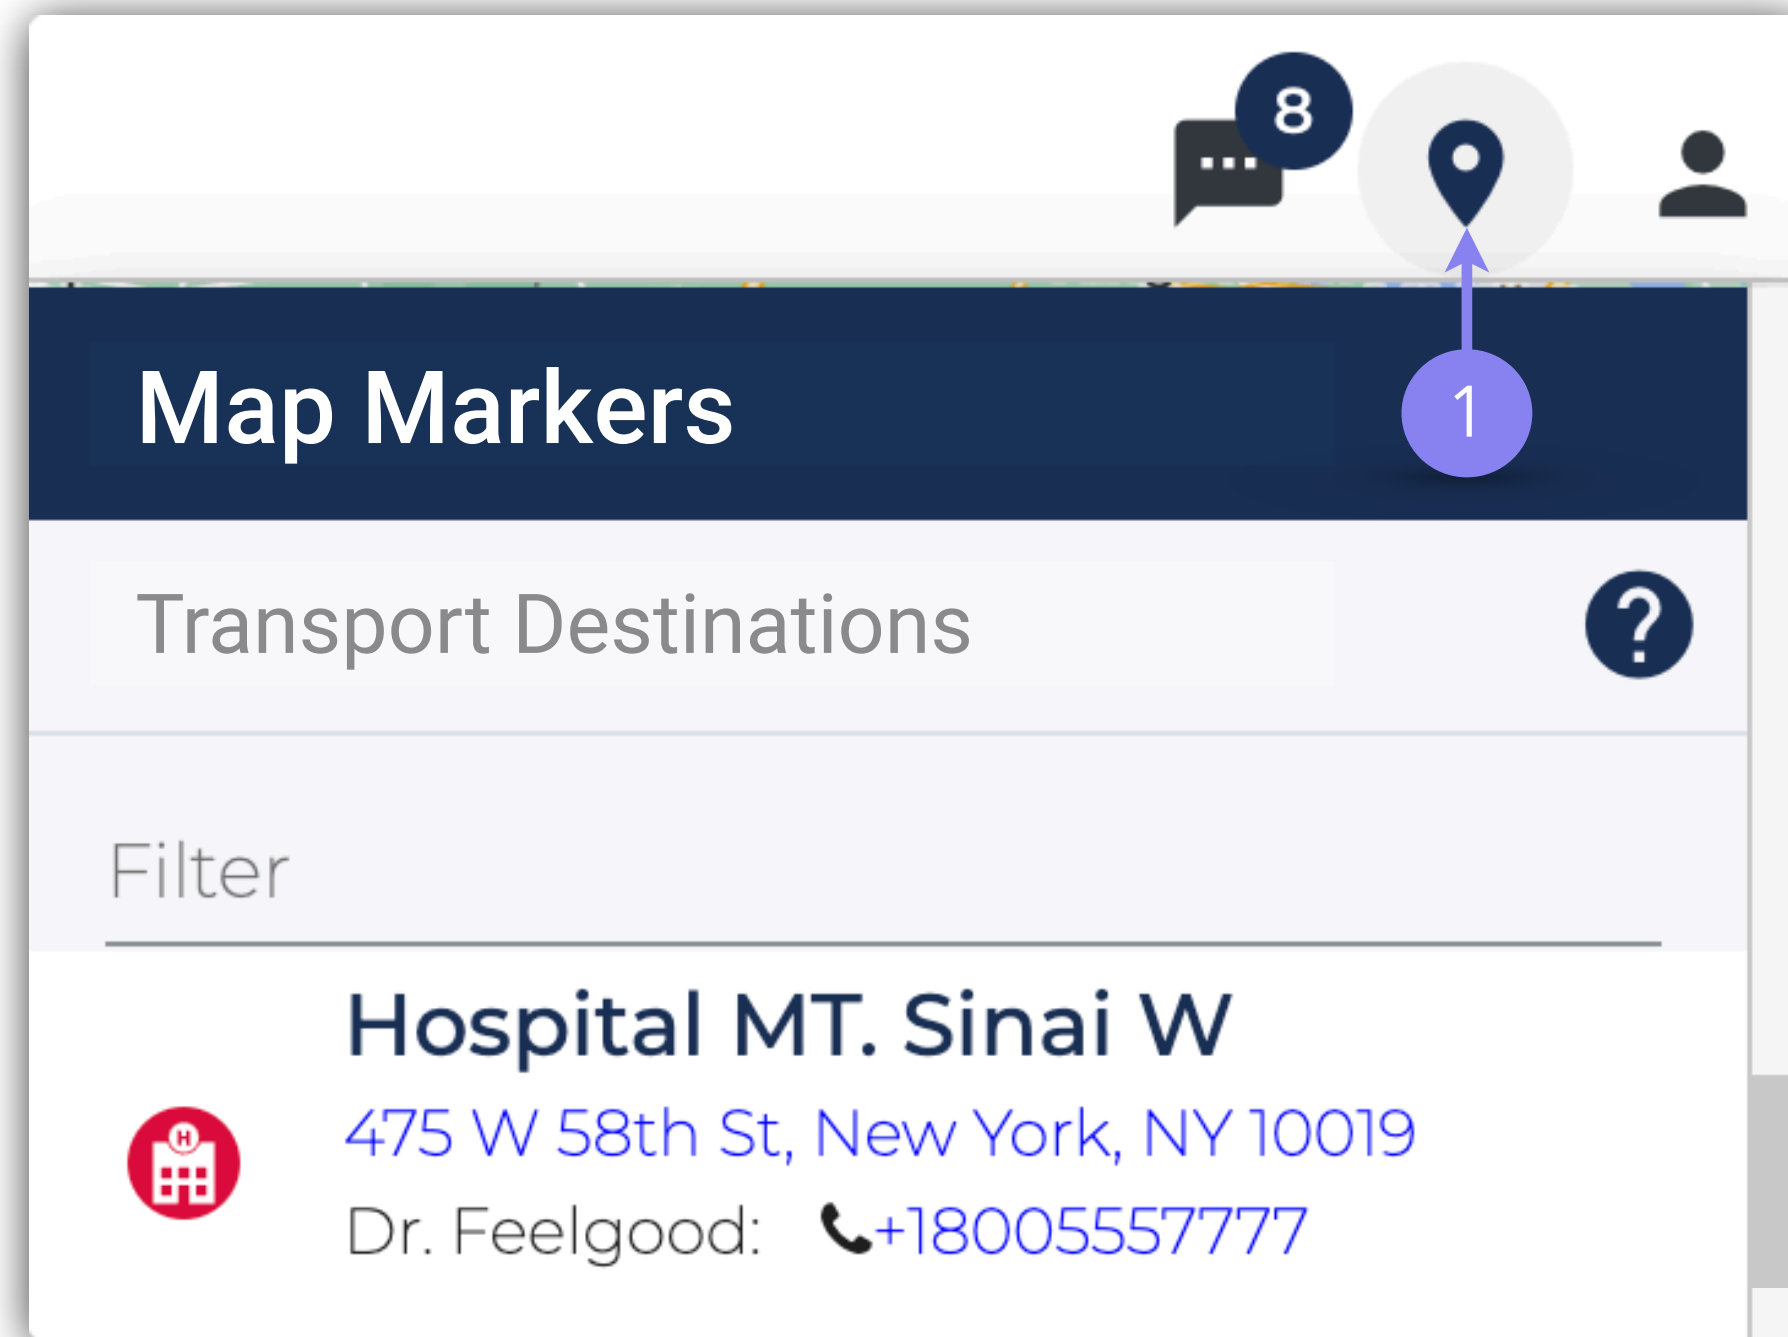 8
1
Map Markers
Transport Destinations
?
Filter
Hospital MT. Sinai W
H
475 W 58th St, New York, NY 10019
Dr. Feelgood: +18005557777